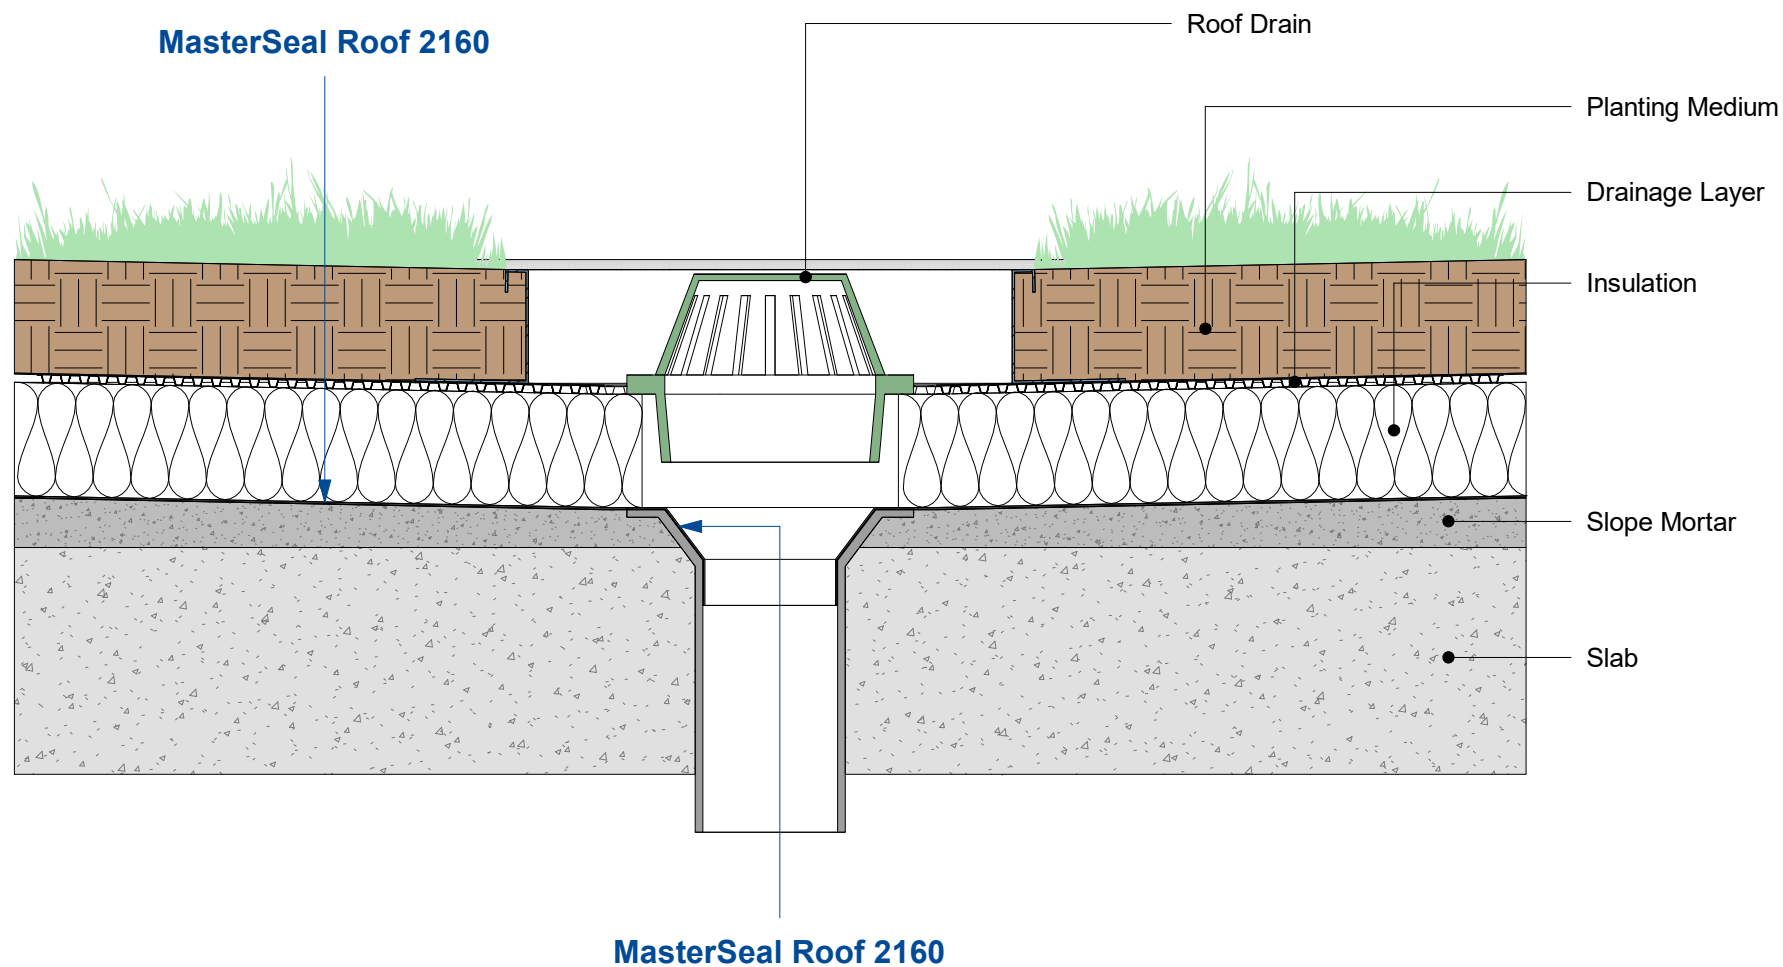 Roof Drain
MasterSeal Roof 2160
Planting Medium
Drainage Layer
Insulation
Slope Mortar
Slab
MasterSeal Roof 2160